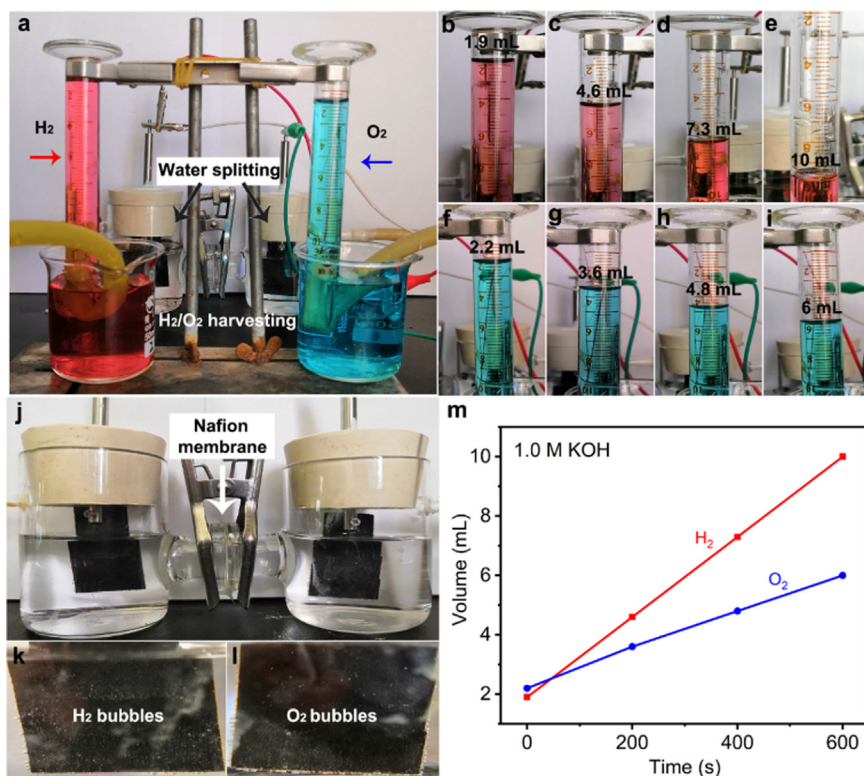 a
H2
O2
Water splitting
H2/O2 harvesting
b
1.9 mL
c
4.6 mL
d
7.3 mL
e
10 mL
f
2.2 mL
g
3.6 mL
h
4.8 mL
i
6 mL
j
Nafion
membrane
k
H2 bubbles
l
O2 bubbles
m
1.0 M KOH
H2
O2
Volume (mL)
10
8
6
4
2
0
200
400
600
Time (s)